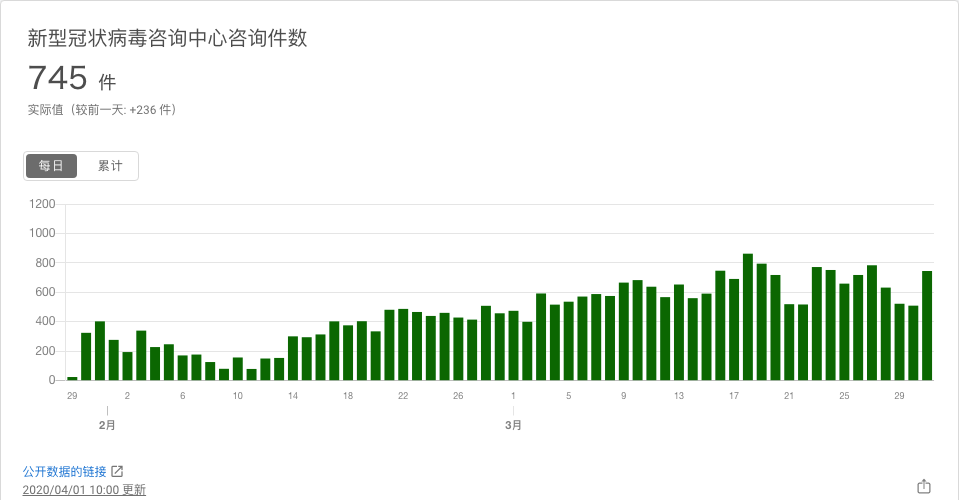 新型冠状病毒咨询中心咨询件数
745 件
实际值（较前一天: +236 件）
每日 累计
1200
1000
800
600
400
200
0
29 2 6 10 14 18 22 26 1 5 9 13 17 21 25 29
2月 3月
公开数据的链接
2020/04/01 10:00 更新